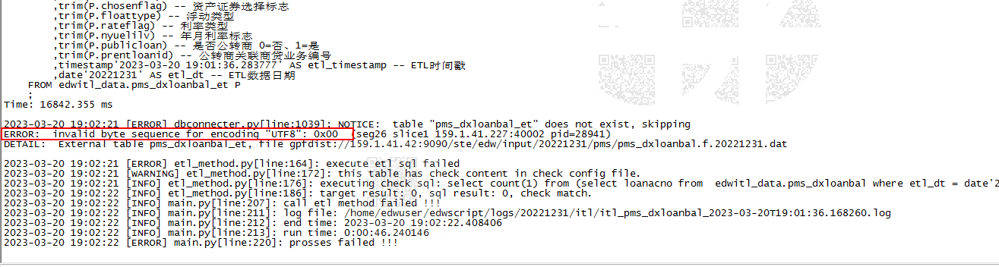 ,trim(P.chosenflag) -- 资产证券选择标志
,trim(P.floattype) -- 浮动类型
,trim(P.rateflag) -- 利率类型
,trim(P.nyuelilv) -- 年月利率标志
,trim(P.publicloan) -- 是否公转商 0=否、1=是
,trim(P.prentloanid) -- 公转商关联商贷业务编号
,timestamp'2023-03-20 19:01:36.283777' AS etl_timestamp -- ETL时间戳
,date'20221231' AS etl_dt -- ETL数据日期
FROM edwitl_data.pms_dxloanbal_et P
;
Time: 16842.355 ms
2023-03-20 19:02:21 [ERROR] dbconnecter.py[line:1039]: NOTICE:  table "pms_dxloanbal_et" does not exist, skipping
ERROR:  invalid byte sequence for encoding "UTF8": 0x00  (seg26 slice1 159.1.41.227:40002 pid=28941)
DETAIL:  External table pms_dxloanbal_et, file gpfdist://159.1.41.42:9090/ste/edw/input/20221231/pms/pms_dxloanbal.f.20221231.dat
2023-03-20 19:02:21 [ERROR] etl_method.py[line:164]: execute etl sql failed
2023-03-20 19:02:21 [WARNING] etl_method.py[line:172]: this table has check content in check config file.
2023-03-20 19:02:21 [INFO] etl_method.py[line:176]: executing check sql: select count(1) from (select loanacno from  edwitl_data.pms_dxloanbal where etl_dt = date'2
2023-03-20 19:02:22 [INFO] etl_method.py[line:186]: target result: 0, sql result: 0, check match.
2023-03-20 19:02:22 [INFO] main.py[line:207]: call etl method failed !!!
2023-03-20 19:02:22 [INFO] main.py[line:211]: log file: /home/edwuser/edwscript/logs/20221231/itl/itl_pms_dxloanbal_2023-03-20T19:01:36.168260.log
2023-03-20 19:02:22 [INFO] main.py[line:212]: end time: 2023-03-20 19:02:22.408406
2023-03-20 19:02:22 [INFO] main.py[line:213]: run time: 0:00:46.240146
2023-03-20 19:02:22 [ERROR] main.py[line:220]: prosses failed !!!